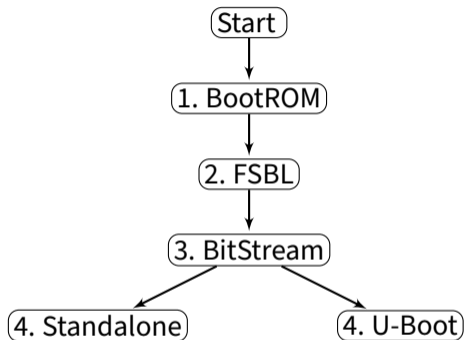 Start
1. BootROM
2. FSBL
3. BitStream
4. Standalone
4. U-Boot